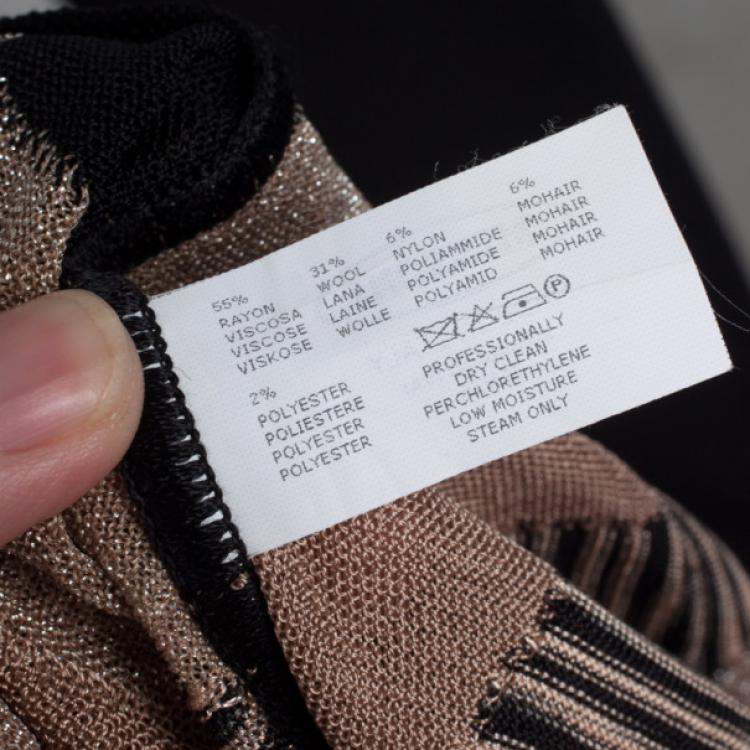 55%
RAYON
VISCOSA
VISCOSE
VISKOSE
31%
WOOL
LANA
LAINE
WOLLE
6%
NYLON
POLIAMMIDE
POLYAMIDE
POLYAMID
6%
MOHAIR
MOHAIR
MOHAIR
MOHAIR
2%
POLYESTER
POLIESTERE
POLYESTER
POLYESTER
P
PROFESSIONALLY
DRY CLEAN
PERCHLORETHYLENE
LOW MOISTURE
STEAM ONLY